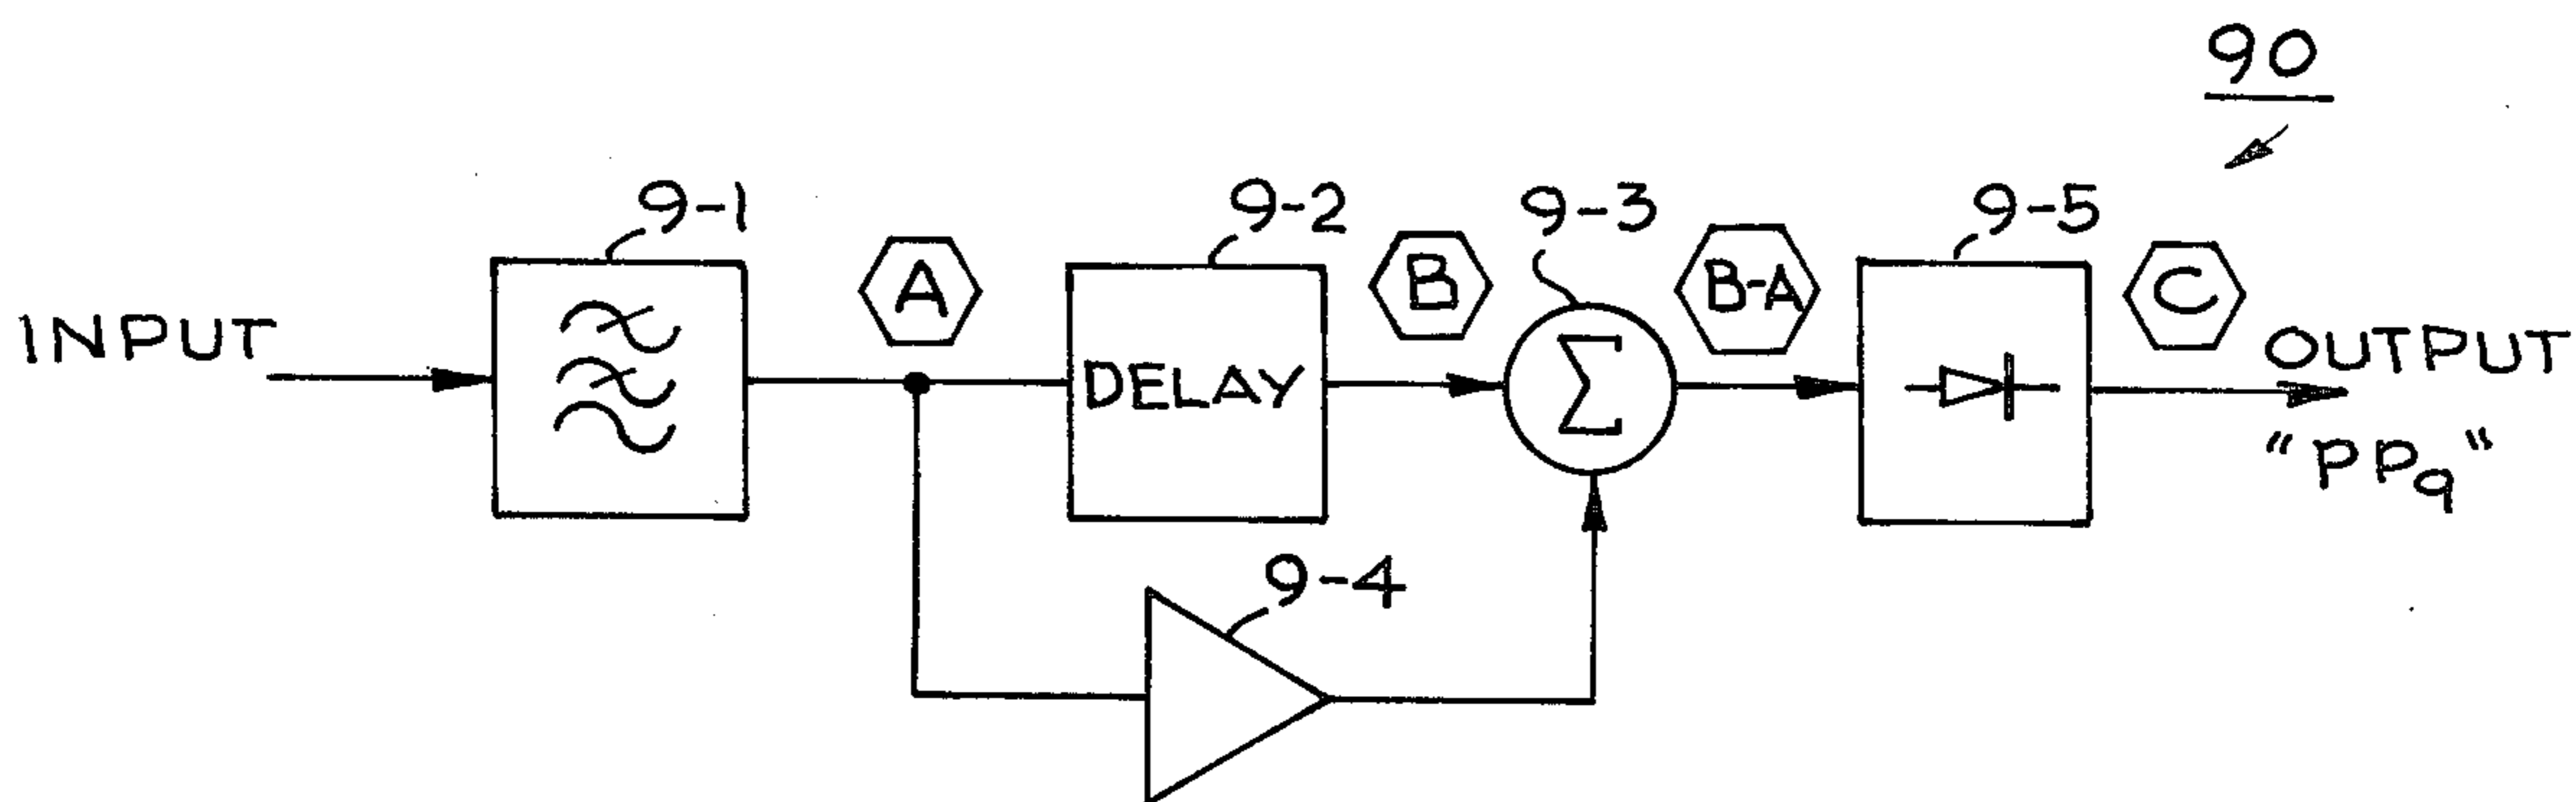 90
9-1
9-2
9-3
9-5
A
B
B-A
C
INPUT
DELAY
Σ
OUTPUT
"PPq"
9-4